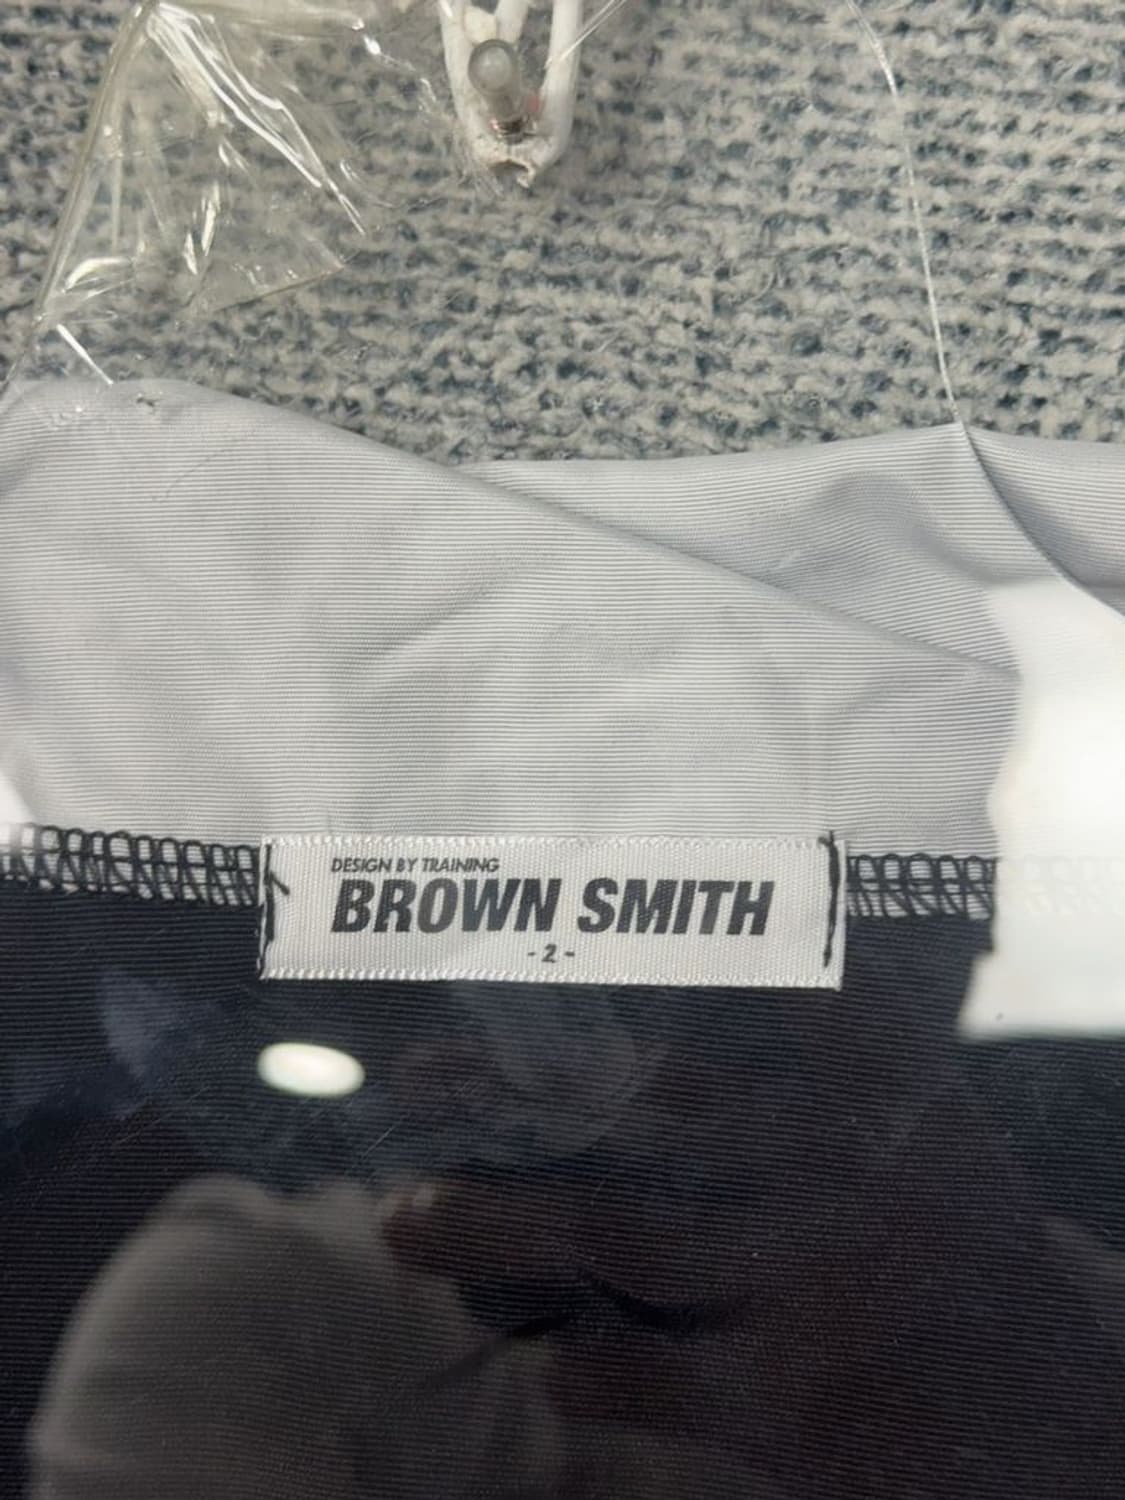 DESIGN BY TRAINING
BROWN SMITH
- 2 -